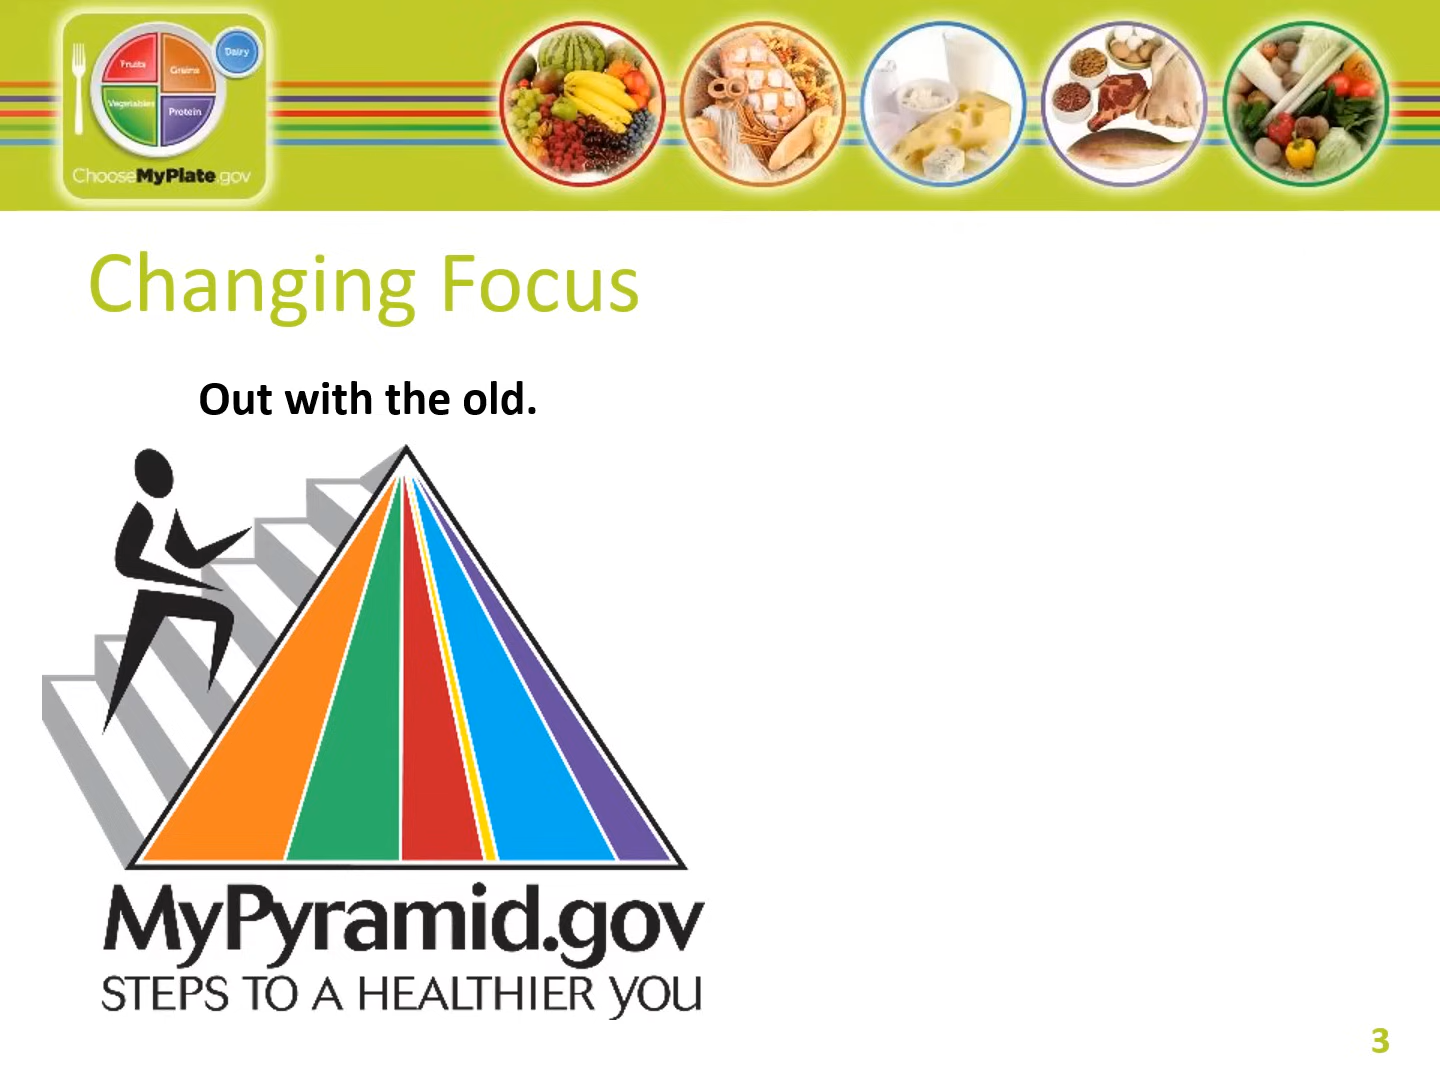 Fruits
Grains
Dairy
Vegetables
Protein
ChooseMyPlate.gov
Changing Focus
Out with the old.
MyPyramid.gov
STEPS TO A HEALTHIER YOU
3